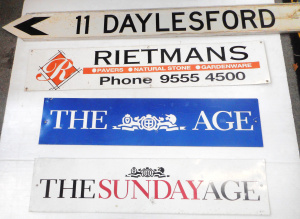 11 DAYLESFORD
R
RIETMANS
• PAVERS • NATURAL STONE • GARDENWARE
Phone 9555 4500
THE AGE
THE SUNDAY AGE